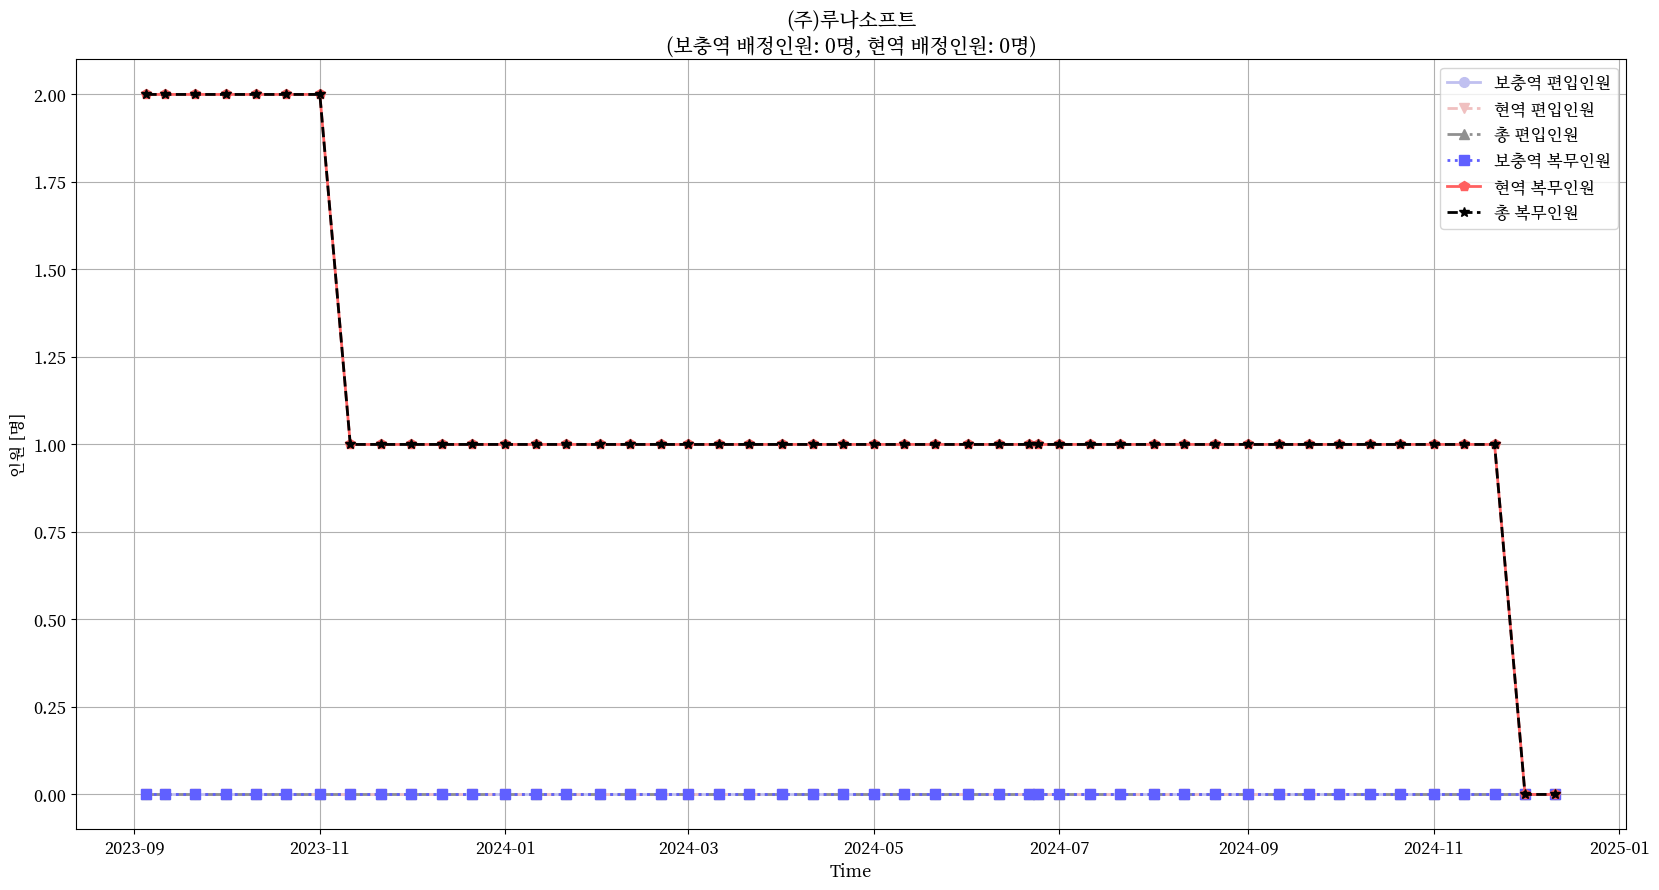 (주)루나소프트
(보충역 배정인원: 0명, 현역 배정인원: 0명)
보충역 편입인원
현역 편입인원
총 편입인원
보충역 복무인원
현역 복무인원
총 복무인원
인원 [명]
2.00
1.75
1.50
1.25
1.00
0.75
0.50
0.25
0.00
2023-09 2023-11 2024-01 2024-03 2024-05 2024-07 2024-09 2024-11 2025-01
Time